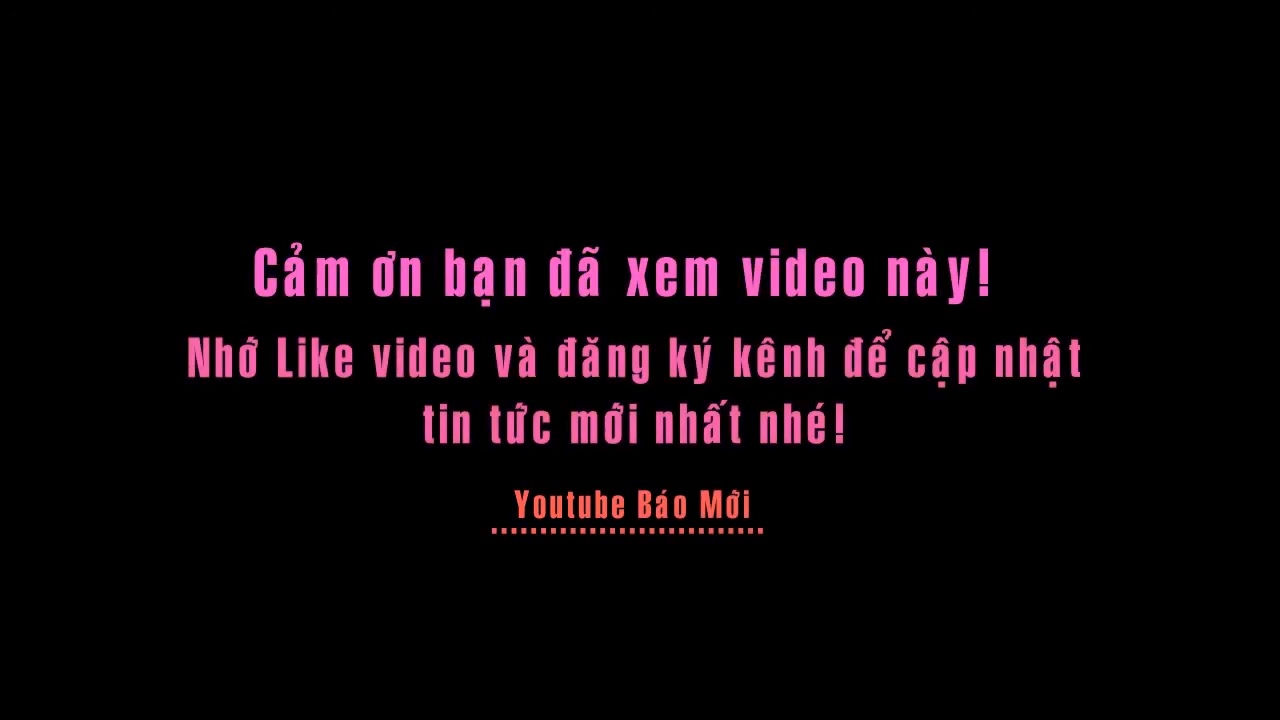 Cảm ơn bạn đã xem video này!
Nhớ Like video và đăng ký kênh để cập nhật
tin tức mới nhất nhé!
Youtube Báo Mới